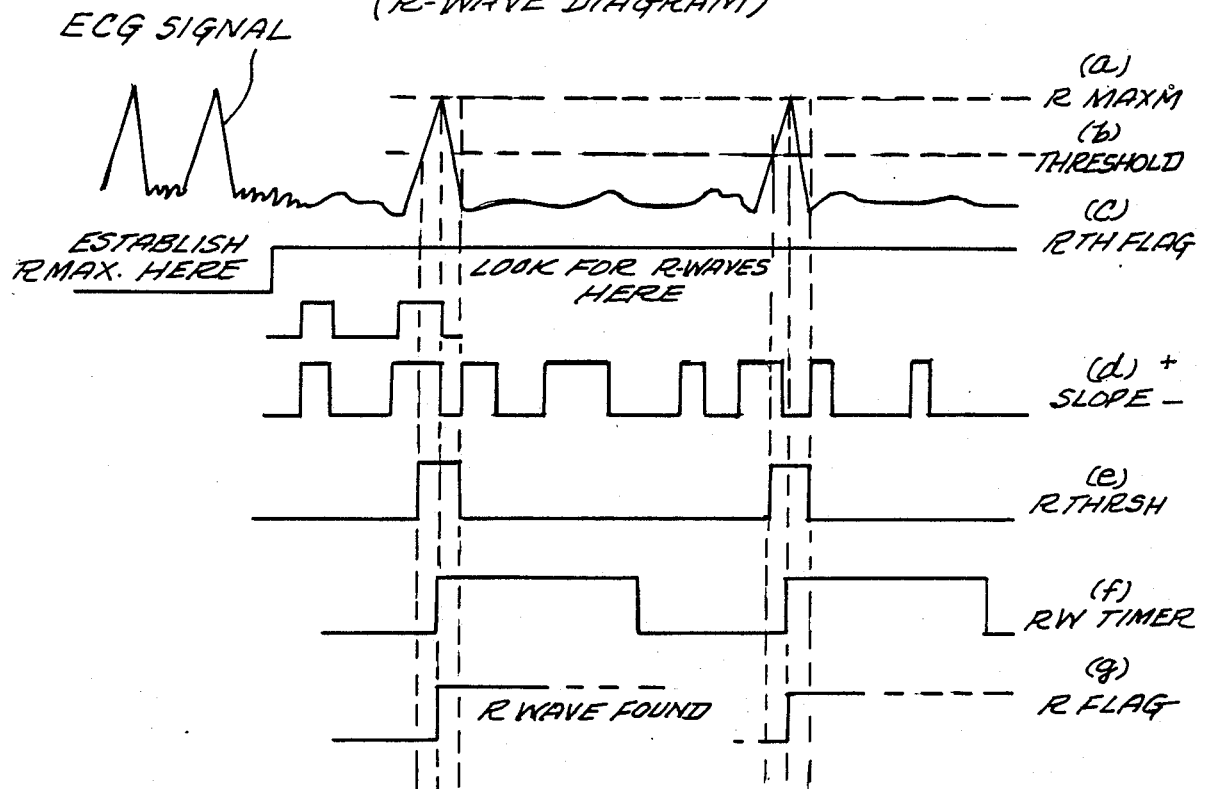 (R-WAVE DIAGRAM)
ECG SIGNAL
(a)
R MAXM
(b)
THRESHOLD
(c)
RTH FLAG
ESTABLISH
RMAX. HERE
LOOK FOR R-WAVES
HERE
(d) +
SLOPE -
(e)
R THRSH
(f)
RW TIMER
(g)
R FLAG
R WAVE FOUND